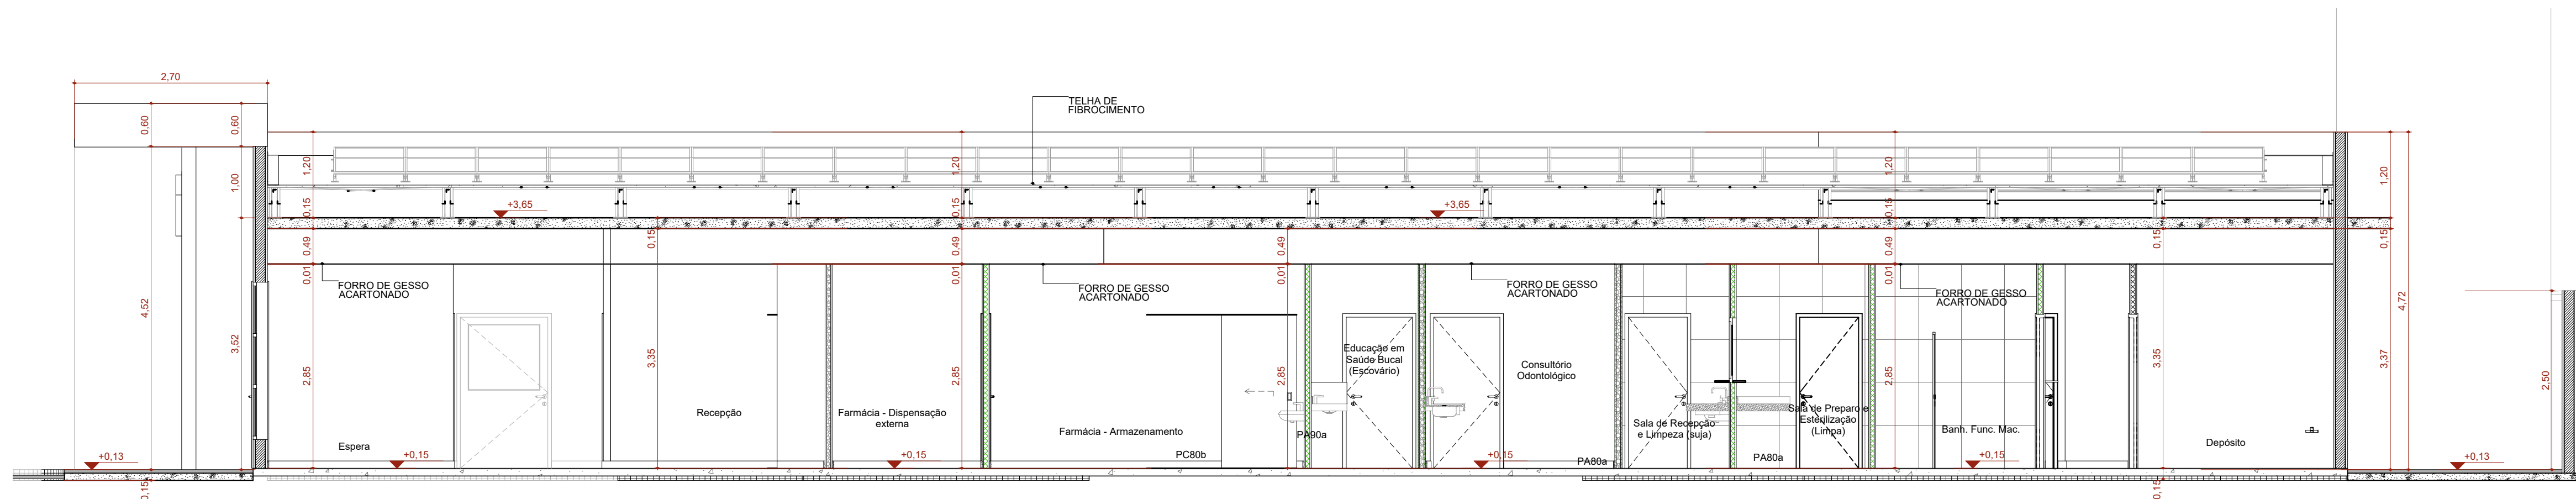 2,70
TELHA DE
FIBROCIMENTO
0,60
0,60
1,20
1,20
1,20
1,20
1,00
0,15
+3,65
0,15
+3,65
0,15
4,72
0,49
0,15
0,49
0,49
0,49
0,15
0,15
0,01
0,01
0,01
0,01
FORRO DE GESSO
ACARTONADO
FORRO DE GESSO
ACARTONADO
FORRO DE GESSO
ACARTONADO
FORRO DE GESSO
ACARTONADO
4,52
3,52
2,85
3,35
2,85
2,85
2,85
3,35
3,37
2,50
Educação em
Saúde Bucal
(Escovário)
Consultório
Odontológico
Recepção
Farmácia - Dispensação
externa
Sala de Preparo e
Esterilização
(Limpa)
Sala de Recepção
e Limpeza (suja)
Farmácia - Armazenamento
PA90a
Banh. Func. Mac.
Espera
Depósito
+0,13
+0,15
+0,15
PC80b
+0,15
PA80a
PA80a
+0,15
+0,13
0,15
0,15